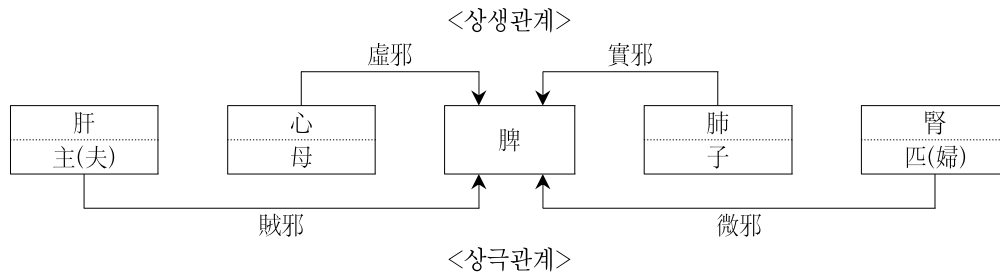 <상생관계>
虛邪 實邪
肝 心 脾 肺 腎
主(夫) 母 子 匹(婦)
賊邪 微邪
<상극관계>